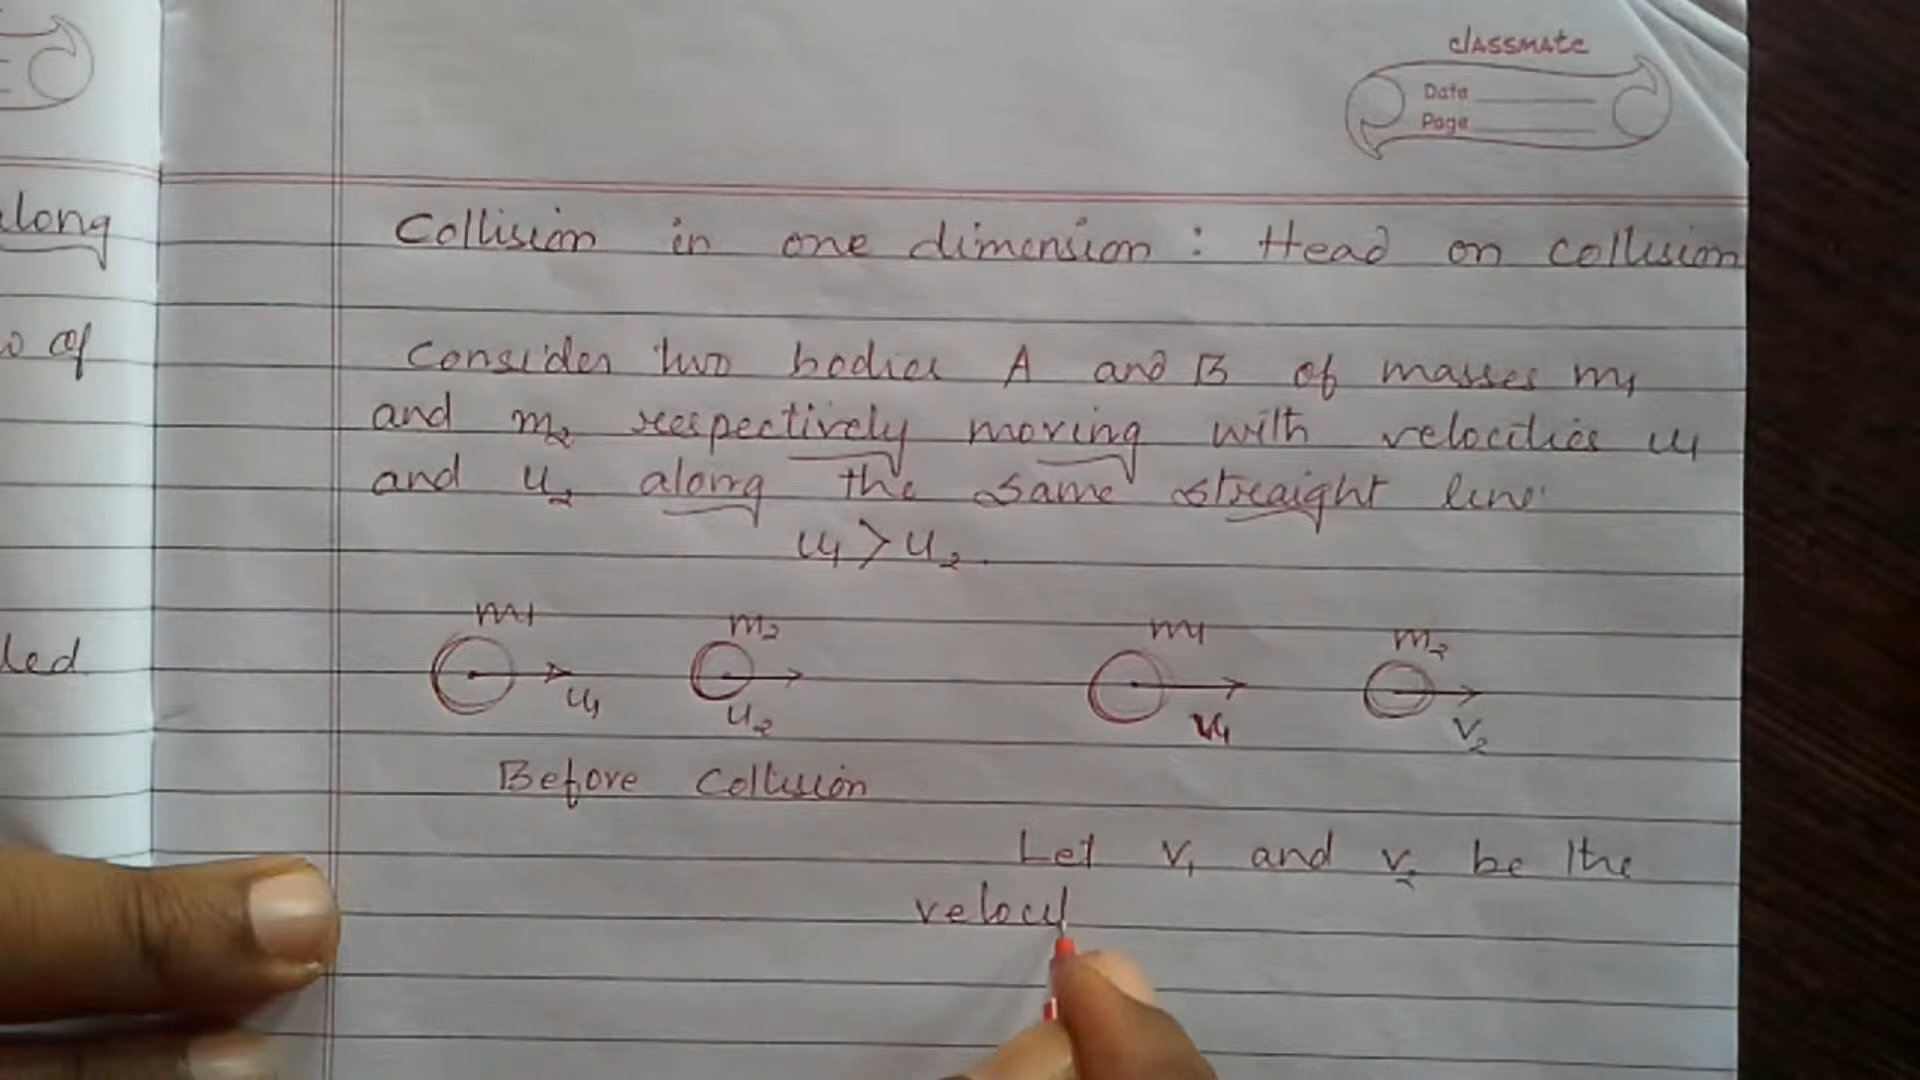 classmate
Date
Page
along
o of
led
Collision in one dimension : Head on collision
Consider two bodies A and B of masses m₁
and m₂ respectively moving with velocities u₁
and u₂ along the same straight line
u₁ > u₂.
m₁ m₂ m₁ m₂
u₁ u₂ v₁ v₂
Before Collision
Let v₁ and v₂ be the
veloci